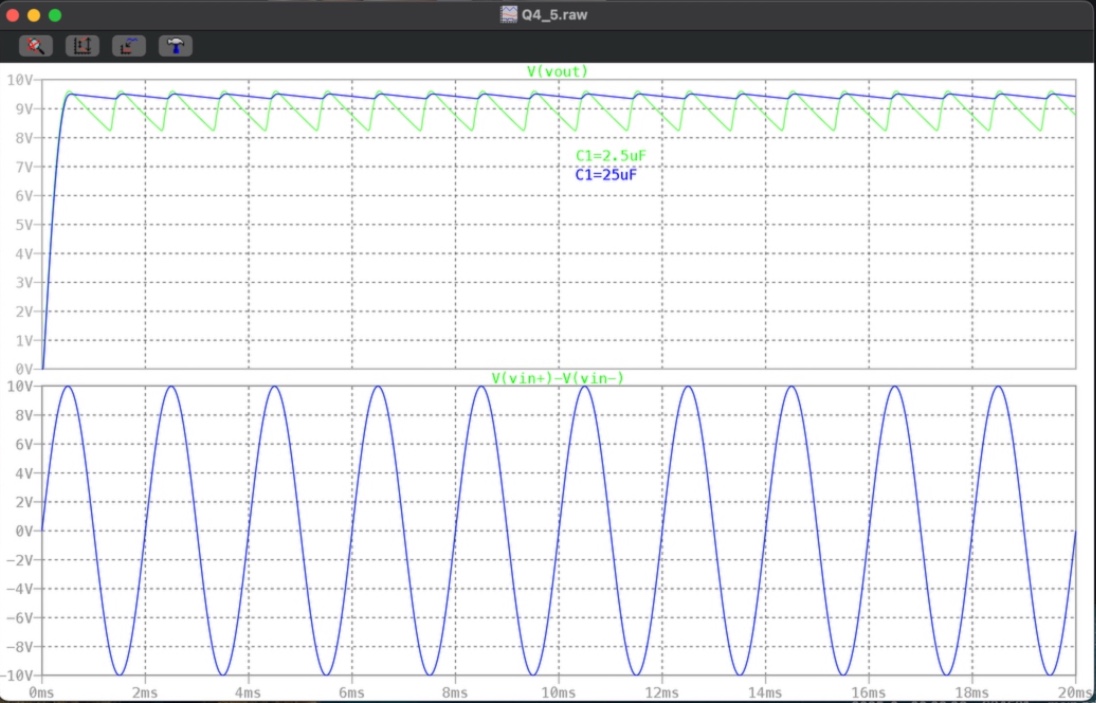 Q4_5.raw
V(vout)
10V
9V
8V
7V
6V
5V
4V
3V
2V
1V
0V
C1=2.5uF
C1=25uF
V(vin+)-V(vin-)
10V
8V
6V
4V
2V
0V
-2V
-4V
-6V
-8V
-10V
0ms 2ms 4ms 6ms 8ms 10ms 12ms 14ms 16ms 18ms 20ms